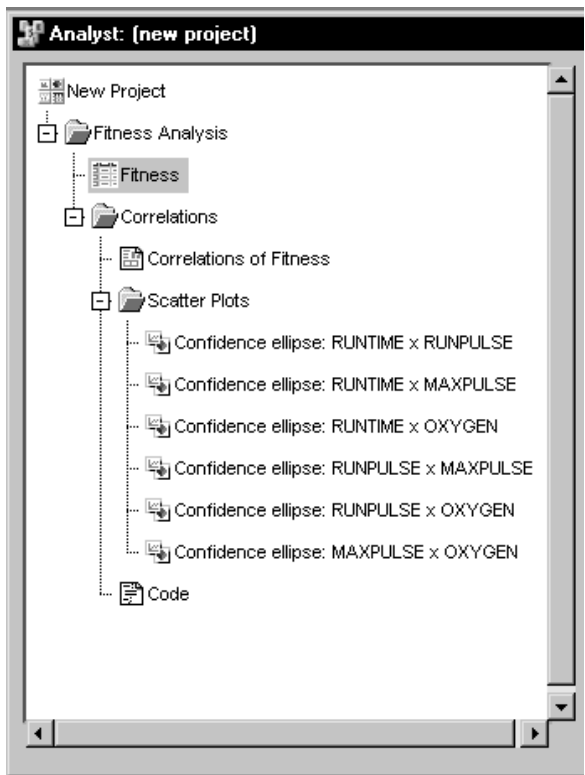 Analyst: (new project)
New Project
Fitness Analysis
Fitness
Correlations
Correlations of Fitness
Scatter Plots
Confidence ellipse: RUNTIME x RUNPULSE
Confidence ellipse: RUNTIME x MAXPULSE
Confidence ellipse: RUNTIME x OXYGEN
Confidence ellipse: RUNPULSE x MAXPULSE
Confidence ellipse: RUNPULSE x OXYGEN
Confidence ellipse: MAXPULSE x OXYGEN
Code